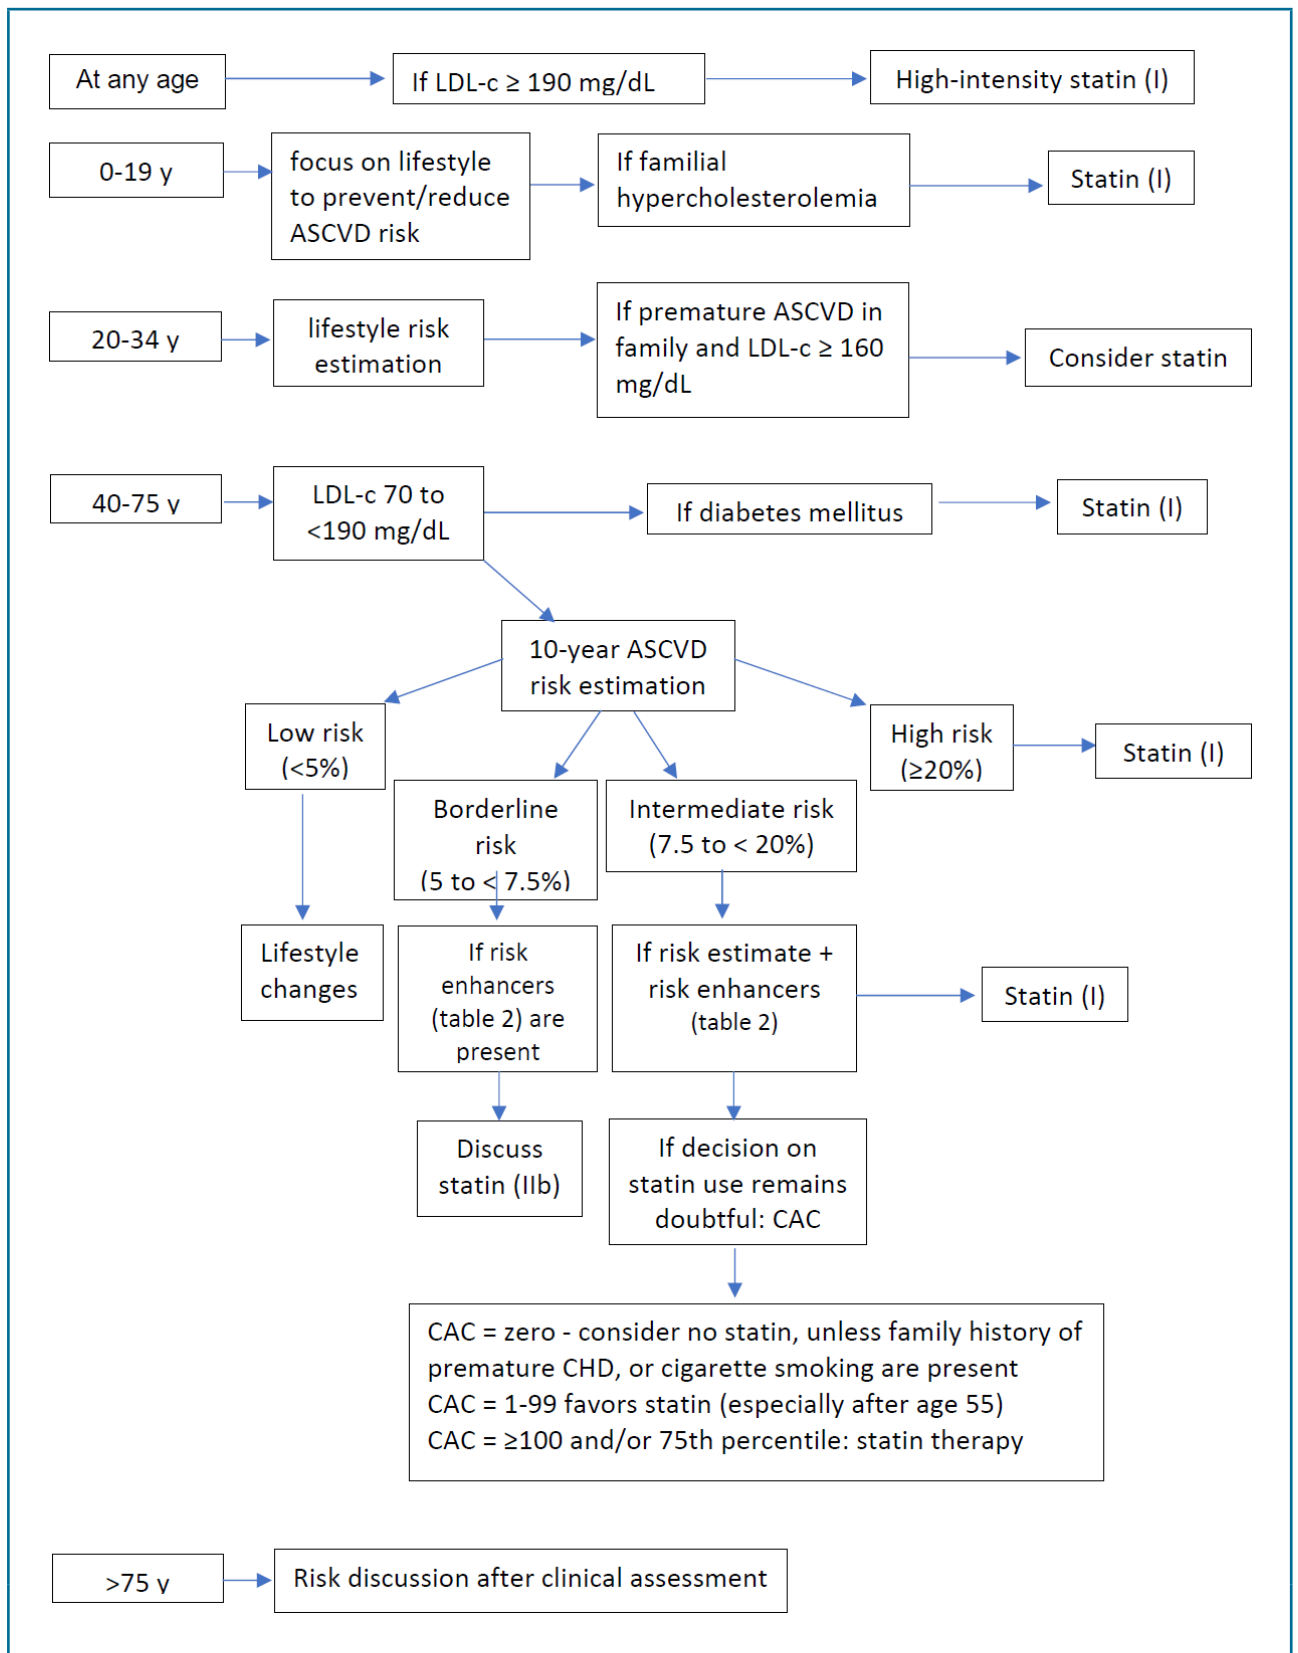 At any age
If LDL-c ≥ 190 mg/dL
High-intensity statin (I)
0-19 y
focus on lifestyle
to prevent/reduce
ASCVD risk
If familial
hypercholesterolemia
Statin (I)
20-34 y
lifestyle risk
estimation
If premature ASCVD in
family and LDL-c ≥ 160
mg/dL
Consider statin
40-75 y
LDL-c 70 to
<190 mg/dL
If diabetes mellitus
Statin (I)
10-year ASCVD
risk estimation
Low risk
(<5%)
Borderline
risk
(5 to < 7.5%)
Intermediate risk
(7.5 to < 20%)
High risk
(≥20%)
Statin (I)
Lifestyle
changes
If risk
enhancers
(table 2) are
present
If risk estimate +
risk enhancers
(table 2)
Statin (I)
Discuss
statin (IIb)
If decision on
statin use remains
doubtful: CAC
CAC = zero - consider no statin, unless family history of
premature CHD, or cigarette smoking are present
CAC = 1-99 favors statin (especially after age 55)
CAC = ≥100 and/or 75th percentile: statin therapy
>75 y
Risk discussion after clinical assessment